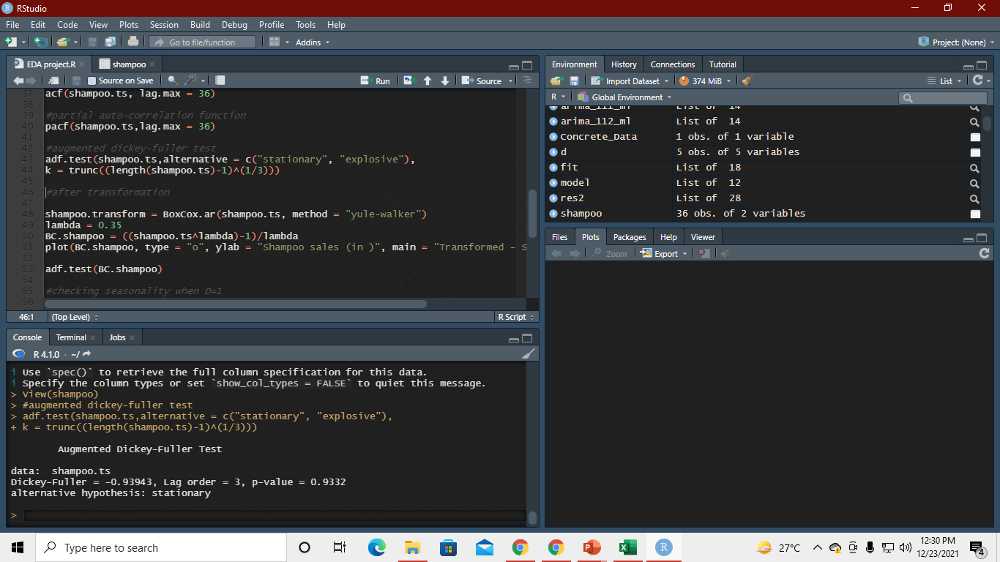 RStudio
File Edit Code View Plots Session Build Debug Profile Tools Help
Go to file/function Addins Project: (None)
EDA project.R shampoo
Source on Save Run Source
37 acf(shampoo.ts, lag.max = 36)
38
39 #partial auto-correlation function
40 pacf(shampoo.ts,lag.max = 36)
41
42 #augmented dickey-fuller test
43 adf.test(shampoo.ts,alternative = c("stationary", "explosive"),
44 k = trunc((length(shampoo.ts)-1)^(1/3)))
45
46 #after transformation
47
48 shampoo.transform = BoxCox.ar(shampoo.ts, method = "yule-walker")
49 lambda = 0.35
50 BC.shampoo = ((shampoo.ts^lambda)-1)/lambda
51 plot(BC.shampoo, type = "o", ylab = "Shampoo sales (in )", main = "Transformed - S
52
53 adf.test(BC.shampoo)
54
55 #checking seasonality when D=1
56
46:1 (Top Level) R Script
Console Terminal Jobs
R 4.1.0 · ~/
i Use `spec()` to retrieve the full column specification for this data.
i Specify the column types or set `show_col_types = FALSE` to quiet this message.
> View(shampoo)
> #augmented dickey-fuller test
> adf.test(shampoo.ts,alternative = c("stationary", "explosive"),
+ k = trunc((length(shampoo.ts)-1)^(1/3)))
Augmented Dickey-Fuller Test
data: shampoo.ts
Dickey-Fuller = -0.93943, Lag order = 3, p-value = 0.9332
alternative hypothesis: stationary
>
Environment History Connections Tutorial
Import Dataset 374 MiB List
R Global Environment
arima_111_ml List of 14
arima_112_ml List of 14
Concrete_Data 1 obs. of 1 variable
d 5 obs. of 5 variables
fit List of 18
model List of 12
res2 List of 28
shampoo 36 obs. of 2 variables
Files Plots Packages Help Viewer
Zoom Export
Type here to search
27°C
12:30 PM
12/23/2021
4